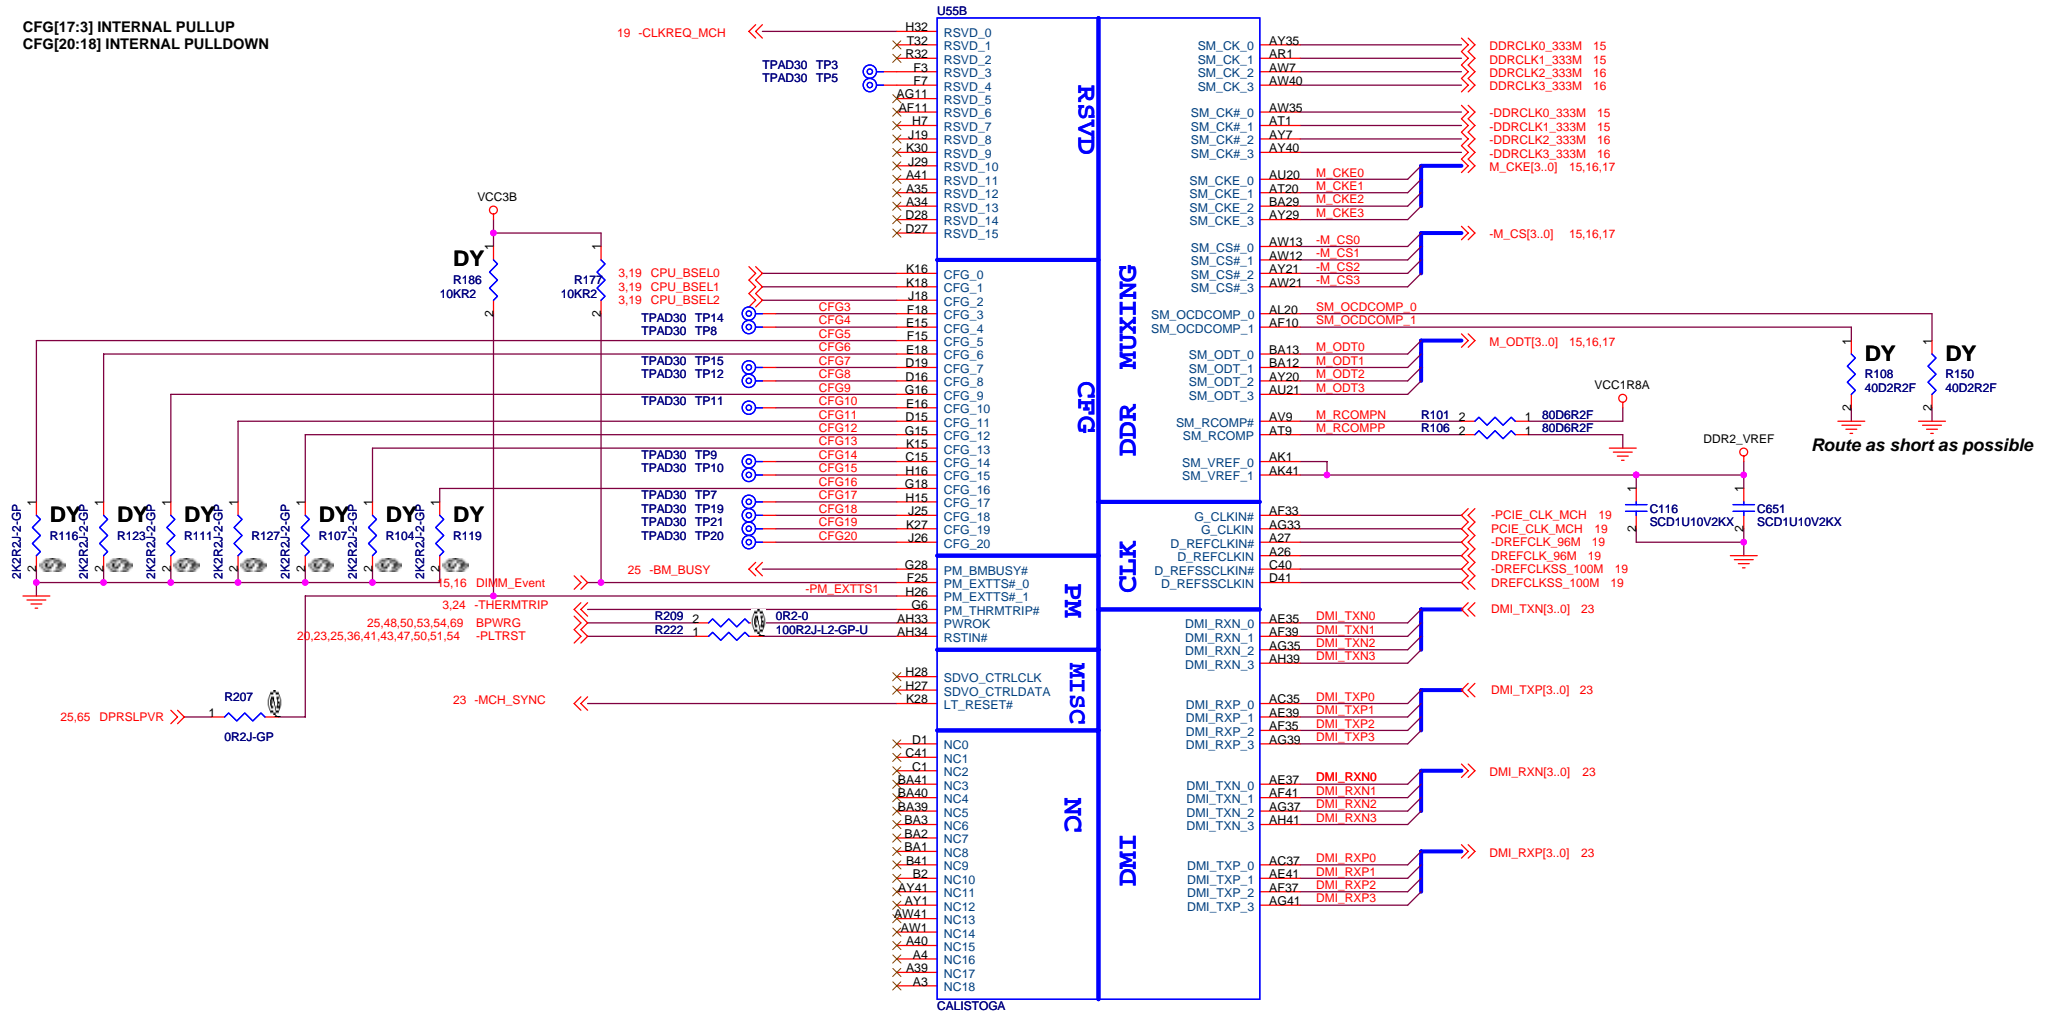 CFG[17:3] INTERNAL PULLUP
CFG[20:18] INTERNAL PULLDOWN
U55B
19 -CLKREQ_MCH
TPAD30 TP3
TPAD30 TP5
H32 RSVD_0
T32 RSVD_1
R32 RSVD_2
F3 RSVD_3
F7 RSVD_4
AG11 RSVD_5
AF11 RSVD_6
H7 RSVD_7
J19 RSVD_8
K30 RSVD_9
J29 RSVD_10
A41 RSVD_11
A35 RSVD_12
A34 RSVD_13
D28 RSVD_14
D27 RSVD_15
RSVD
VCC3B
DY
R186
10KR2
1
2
R177
10KR2
1
2
3,19 CPU_BSEL0
3,19 CPU_BSEL1
3,19 CPU_BSEL2
TPAD30 TP14
TPAD30 TP8
TPAD30 TP15
TPAD30 TP12
TPAD30 TP11
TPAD30 TP9
TPAD30 TP10
TPAD30 TP7
TPAD30 TP19
TPAD30 TP21
TPAD30 TP20
K16 CFG_0
K18 CFG_1
J18 CFG_2
CFG3 F18 CFG_3
CFG4 E15 CFG_4
CFG5 F15 CFG_5
CFG6 E18 CFG_6
CFG7 D19 CFG_7
CFG8 D16 CFG_8
CFG9 G16 CFG_9
CFG10 E16 CFG_10
CFG11 D15 CFG_11
CFG12 G15 CFG_12
CFG13 K15 CFG_13
CFG14 C15 CFG_14
CFG15 H16 CFG_15
CFG16 G18 CFG_16
CFG17 H15 CFG_17
CFG18 J25 CFG_18
CFG19 K27 CFG_19
CFG20 J26 CFG_20
CFG
2K2R2J-2-GP 1 2 DY R116
2K2R2J-2-GP 1 2 DY R123
2K2R2J-2-GP 1 2 DY R111
2K2R2J-2-GP 1 2 R127
2K2R2J-2-GP 1 2 DY R107
2K2R2J-2-GP 1 2 DY R104
2K2R2J-2-GP 1 2 DY R119
25 -BM_BUSY
15,16 DIMM_Event
-PM_EXTTS1
3,24 -THERMTRIP
25,48,50,53,54,69 BPWRG
20,23,25,36,41,43,47,50,51,54 -PLTRST
R209 2 0R2-0
R222 1 100R2J-L2-GP-U
G28 PM_BMBUSY#
F25 PM_EXTTS#_0
H26 PM_EXTTS#_1
G6 PM_THRMTRIP#
AH33 PWROK
AH34 RSTIN#
PM
R207
25,65 DPRSLPVR 1 2
0R2J-GP
23 -MCH_SYNC
H28 SDVO_CTRLCLK
H27 SDVO_CTRLDATA
K28 LT_RESET#
MISC
D1 NC0
C41 NC1
C1 NC2
BA41 NC3
BA40 NC4
BA39 NC5
BA3 NC6
BA2 NC7
BA1 NC8
B41 NC9
B2 NC10
AY41 NC11
AY1 NC12
AW41 NC13
AW1 NC14
A40 NC15
A4 NC16
A39 NC17
A3 NC18
NC
CALISTOGA
SM_CK_0 AY35 DDRCLK0_333M 15
SM_CK_1 AR1 DDRCLK1_333M 15
SM_CK_2 AW7 DDRCLK2_333M 16
SM_CK_3 AW40 DDRCLK3_333M 16
SM_CK#_0 AW35 -DDRCLK0_333M 15
SM_CK#_1 AT1 -DDRCLK1_333M 15
SM_CK#_2 AY7 -DDRCLK2_333M 16
SM_CK#_3 AY40 -DDRCLK3_333M 16
M_CKE[3..0] 15,16,17
SM_CKE_0 AU20 M_CKE0
SM_CKE_1 AT20 M_CKE1
SM_CKE_2 BA29 M_CKE2
SM_CKE_3 AY29 M_CKE3
-M_CS[3..0] 15,16,17
SM_CS#_0 AW13 -M_CS0
SM_CS#_1 AW12 -M_CS1
SM_CS#_2 AY21 -M_CS2
SM_CS#_3 AW21 -M_CS3
SM_OCDCOMP_0 AL20 SM_OCDCOMP_0
SM_OCDCOMP_1 AF10 SM_OCDCOMP_1
M_ODT[3..0] 15,16,17
SM_ODT_0 BA13 M_ODT0
SM_ODT_1 BA12 M_ODT1
SM_ODT_2 AY20 M_ODT2
SM_ODT_3 AU21 M_ODT3
SM_RCOMP# AV9 M_RCOMPN R101 2 1 80D6R2F
SM_RCOMP AT9 M_RCOMPP R106 2 1 80D6R2F
VCC1R8A
SM_VREF_0 AK1
SM_VREF_1 AK41
DDR2_VREF
DDR MUXING
1 2 DY R108 40D2R2F
1 2 DY R150 40D2R2F
Route as short as possible
1 2 C116 SCD1U10V2KX
1 2 C651 SCD1U10V2KX
G_CLKIN# AF33 -PCIE_CLK_MCH 19
G_CLKIN AG33 PCIE_CLK_MCH 19
D_REFCLKIN# A27 -DREFCLK_96M 19
D_REFCLKIN A26 DREFCLK_96M 19
D_REFSSCLKIN# C40 -DREFCLKSS_100M 19
D_REFSSCLKIN D41 DREFCLKSS_100M 19
CLK
DMI_TXN[3..0] 23
DMI_RXN_0 AE35 DMI_TXN0
DMI_RXN_1 AF39 DMI_TXN1
DMI_RXN_2 AG35 DMI_TXN2
DMI_RXN_3 AH39 DMI_TXN3
DMI_TXP[3..0] 23
DMI_RXP_0 AC35 DMI_TXP0
DMI_RXP_1 AE39 DMI_TXP1
DMI_RXP_2 AF35 DMI_TXP2
DMI_RXP_3 AG39 DMI_TXP3
DMI_RXN[3..0] 23
DMI_TXN_0 AE37 DMI_RXN0
DMI_TXN_1 AF41 DMI_RXN1
DMI_TXN_2 AG37 DMI_RXN2
DMI_TXN_3 AH41 DMI_RXN3
DMI_RXP[3..0] 23
DMI_TXP_0 AC37 DMI_RXP0
DMI_TXP_1 AE41 DMI_RXP1
DMI_TXP_2 AF37 DMI_RXP2
DMI_TXP_3 AG41 DMI_RXP3
DMI